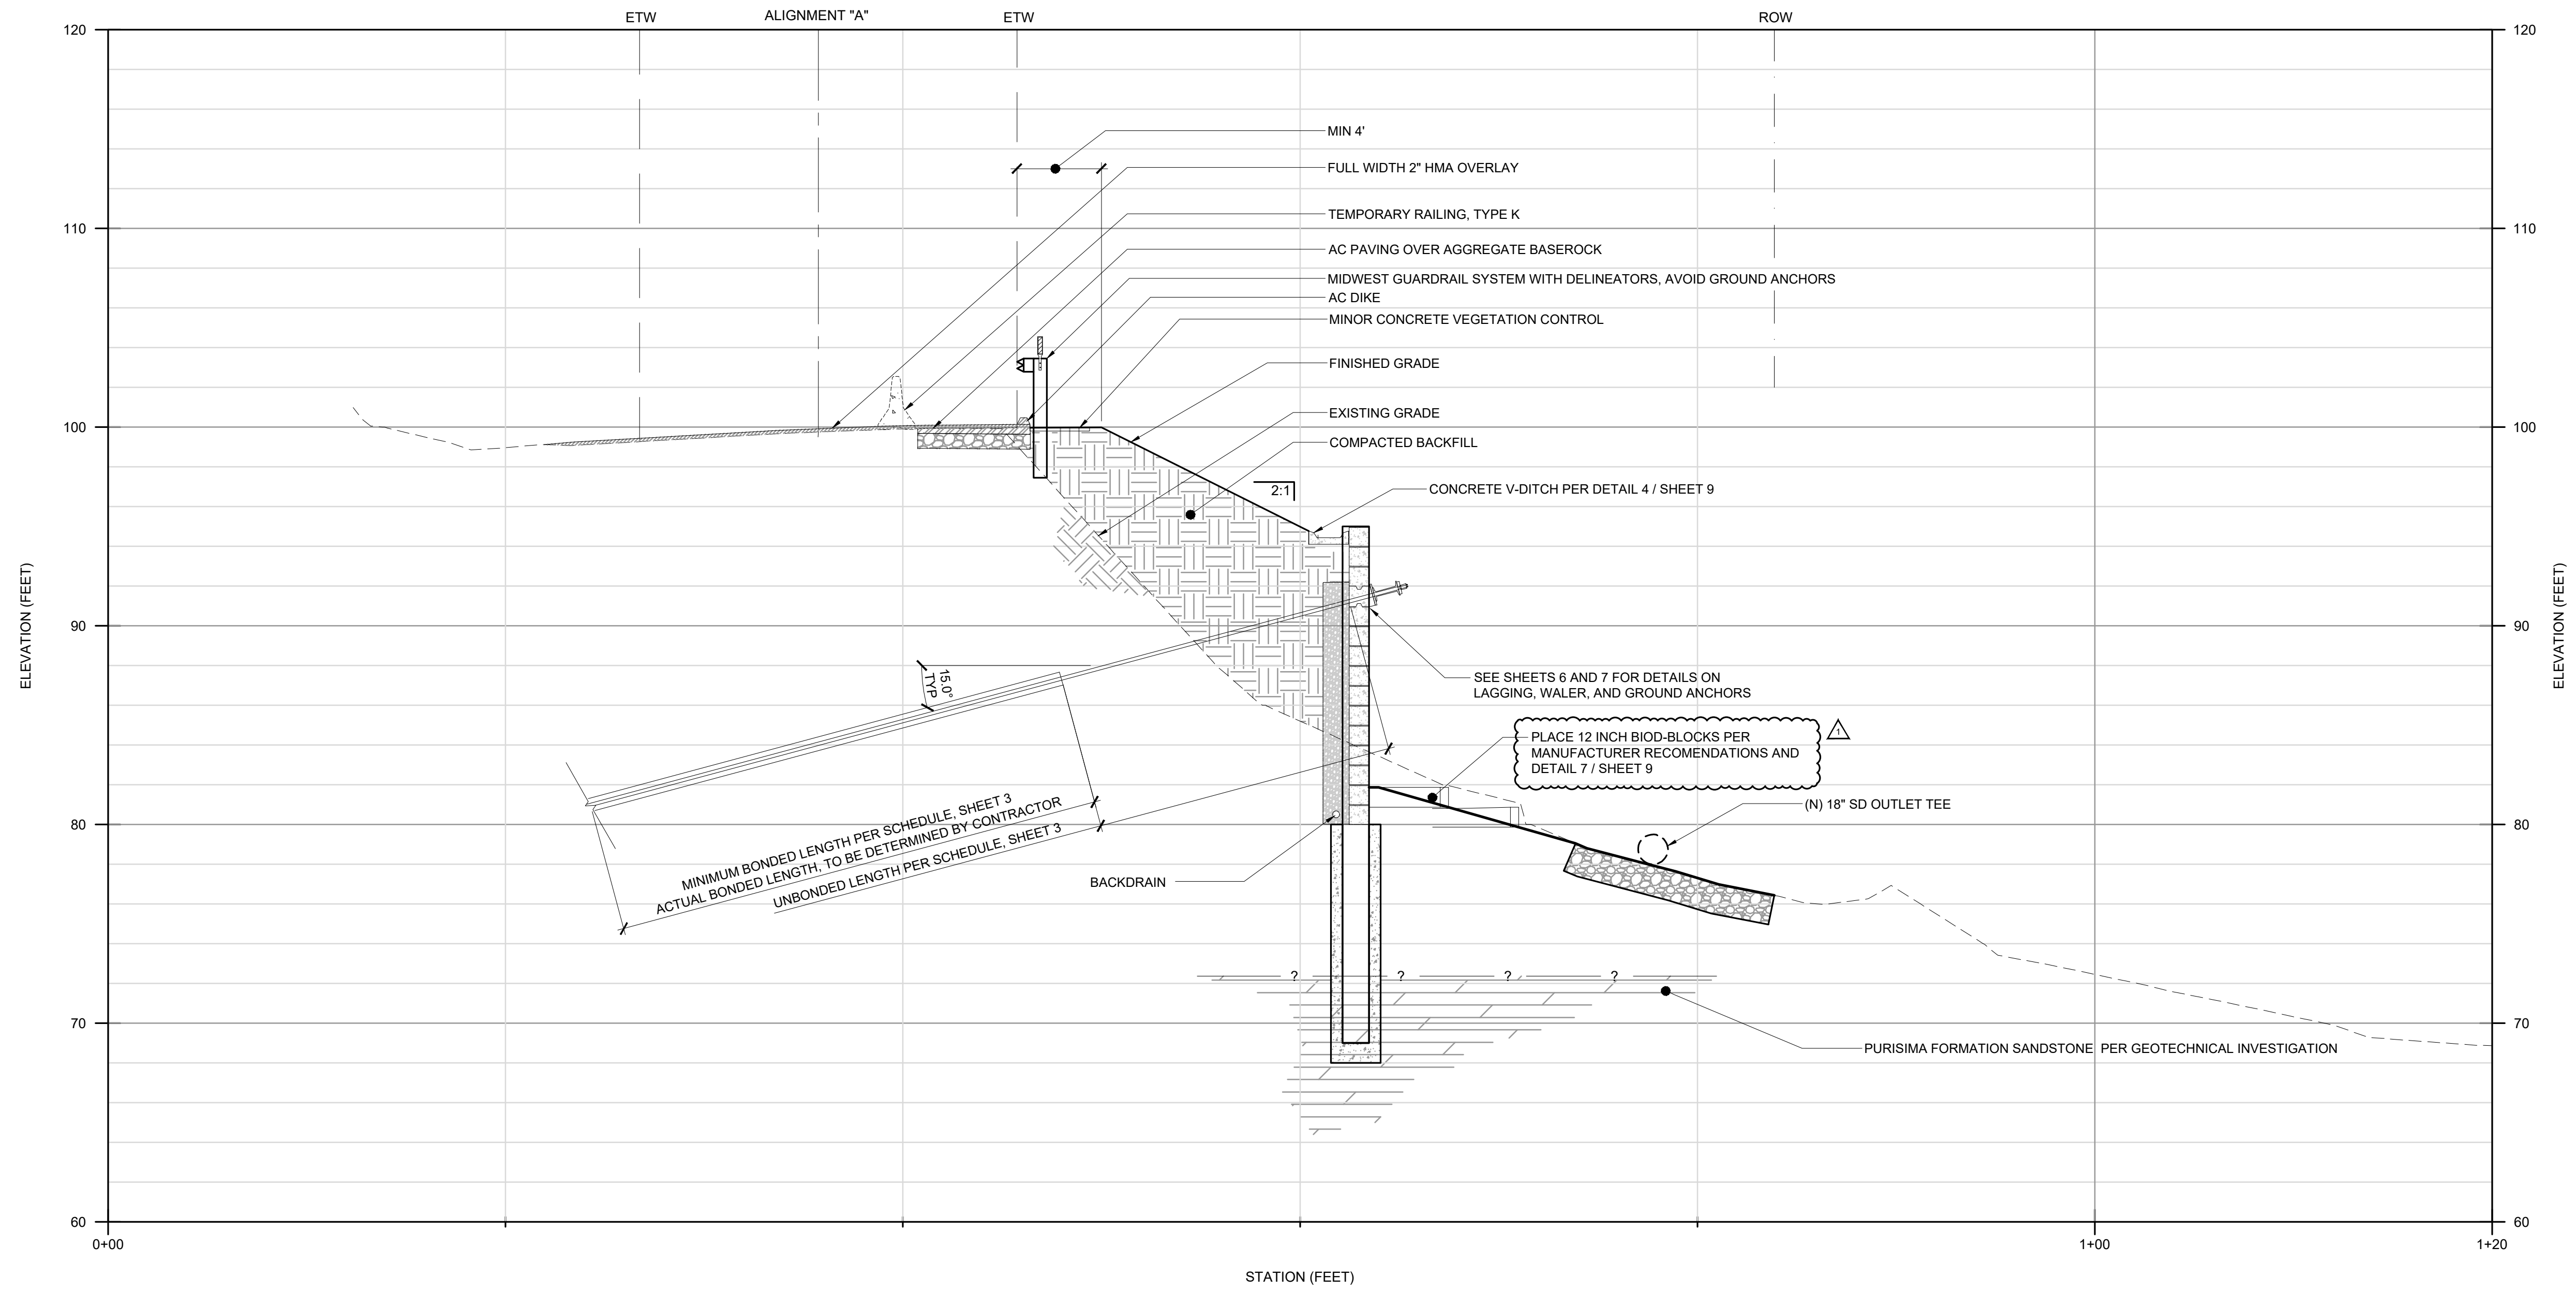 ETW
ALIGNMENT "A"
ETW
ROW
120
120
MIN 4'
FULL WIDTH 2" HMA OVERLAY
TEMPORARY RAILING, TYPE K
110
110
AC PAVING OVER AGGREGATE BASEROCK
MIDWEST GUARDRAIL SYSTEM WITH DELINEATORS, AVOID GROUND ANCHORS
AC DIKE
MINOR CONCRETE VEGETATION CONTROL
FINISHED GRADE
EXISTING GRADE
100
100
COMPACTED BACKFILL
2:1
CONCRETE V-DITCH PER DETAIL 4 / SHEET 9
ELEVATION (FEET)
ELEVATION (FEET)
90
90
15.0°
TYP
SEE SHEETS 6 AND 7 FOR DETAILS ON
LAGGING, WALER, AND GROUND ANCHORS
PLACE 12 INCH BIOD-BLOCKS PER
MANUFACTURER RECOMENDATIONS AND
DETAIL 7 / SHEET 9
1
(N) 18" SD OUTLET TEE
80
80
MINIMUM BONDED LENGTH PER SCHEDULE, SHEET 3
ACTUAL BONDED LENGTH, TO BE DETERMINED BY CONTRACTOR
UNBONDED LENGTH PER SCHEDULE, SHEET 3
BACKDRAIN
? ? ? ?
70
70
PURISIMA FORMATION SANDSTONE PER GEOTECHNICAL INVESTIGATION
60
60
0+00
1+00
1+20
STATION (FEET)